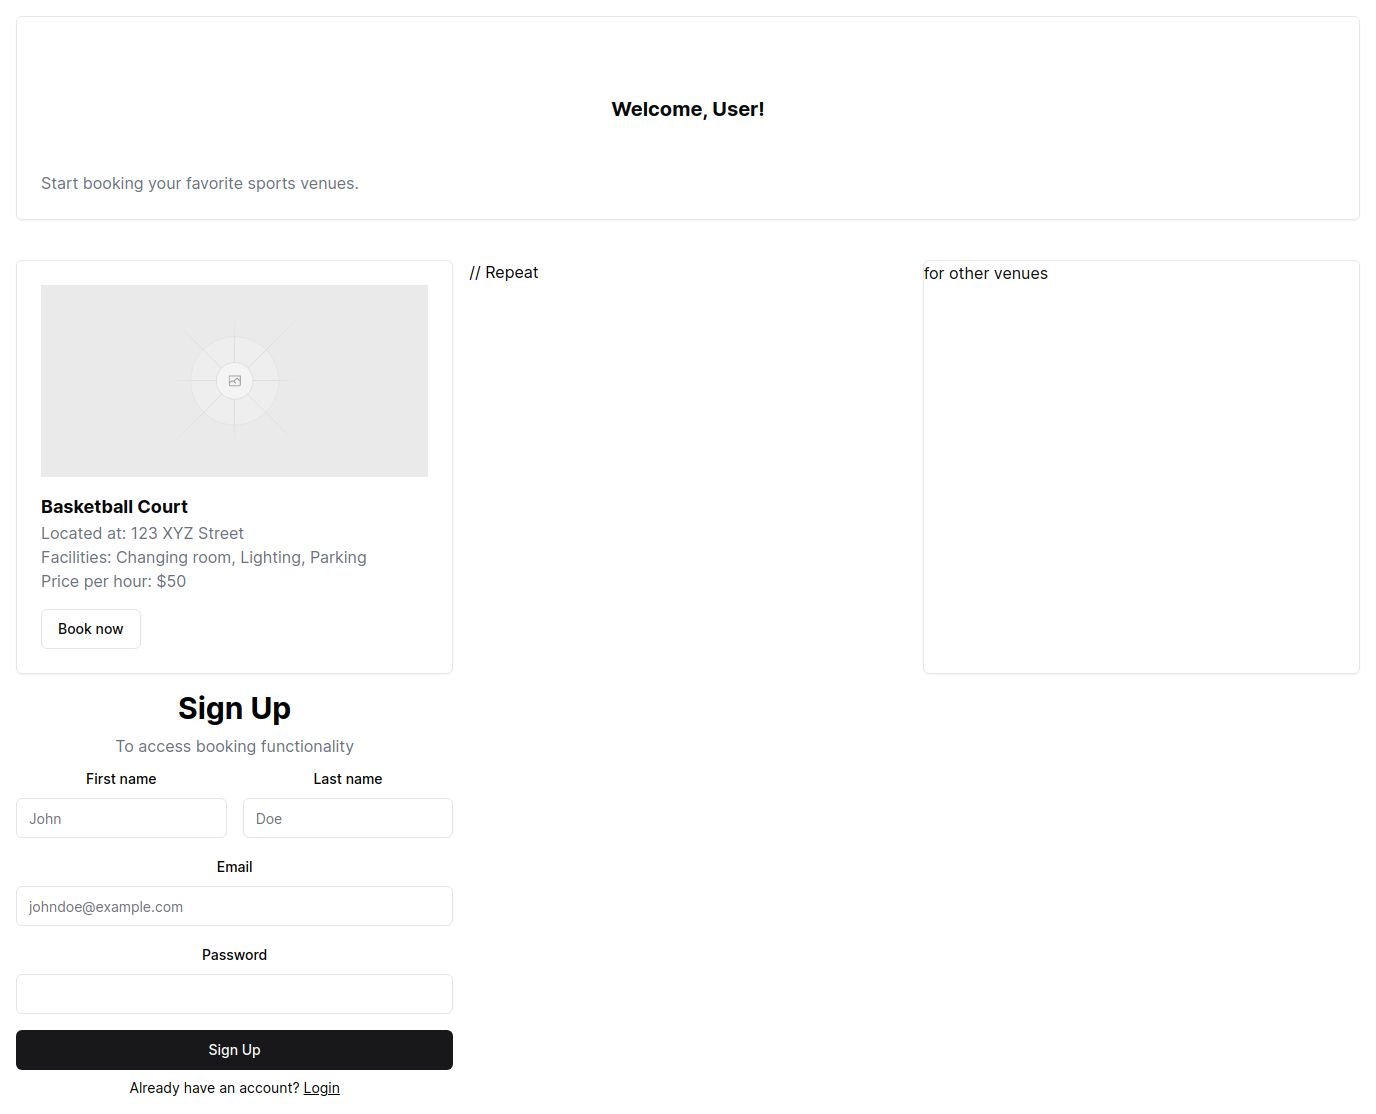 Welcome, User!
Start booking your favorite sports venues.
Basketball Court
Located at: 123 XYZ Street
Facilities: Changing room, Lighting, Parking
Price per hour: $50
Book now
// Repeat
for other venues
Sign Up
To access booking functionality
First name
Last name
John
Doe
Email
johndoe@example.com
Password
Sign Up
Already have an account? Login